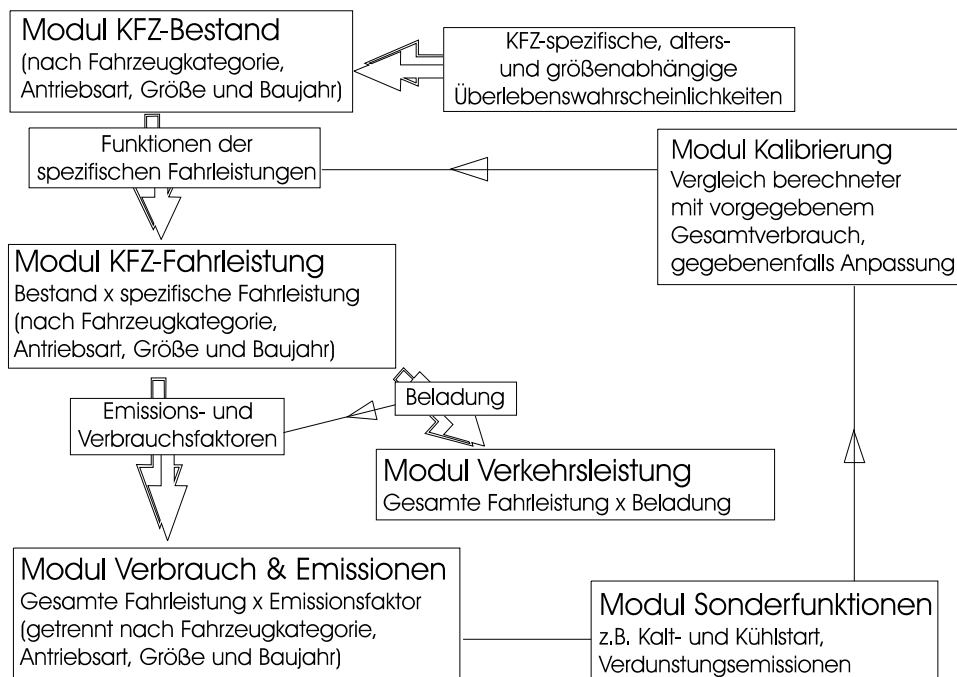 Modul KFZ-Bestand
(nach Fahrzeugkategorie,
Antriebsart, Größe und Baujahr)
KFZ-spezifische, alters-
und größenabhängige
Überlebenswahrscheinlichkeiten
Funktionen der
spezifischen Fahrleistungen
Modul Kalibrierung
Vergleich berechneter
mit vorgegebenem
Gesamtverbrauch,
gegebenenfalls Anpassung
Modul KFZ-Fahrleistung
Bestand x spezifische Fahrleistung
(nach Fahrzeugkategorie,
Antriebsart, Größe und Baujahr)
Emissions- und
Verbrauchsfaktoren
Beladung
Modul Verkehrsleistung
Gesamte Fahrleistung x Beladung
Modul Verbrauch & Emissionen
Gesamte Fahrleistung x Emissionsfaktor
(getrennt nach Fahrzeugkategorie,
Antriebsart, Größe und Baujahr)
Modul Sonderfunktionen
z.B. Kalt- und Kühlstart,
Verdunstungsemissionen